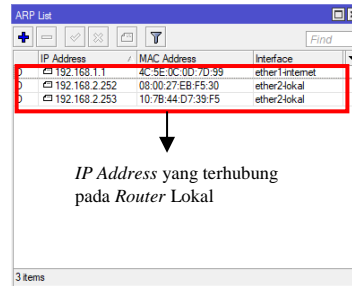 ARP List
Find
IP Address MAC Address Interface
D 192.168.1.1 4C:5E:0C:0D:7D:99 ether1-internet
D 192.168.2.252 08:00:27:EB:F5:30 ether2-lokal
D 192.168.2.253 10:7B:44:D7:39:F5 ether2-lokal
IP Address yang terhubung
pada Router Lokal
3 items